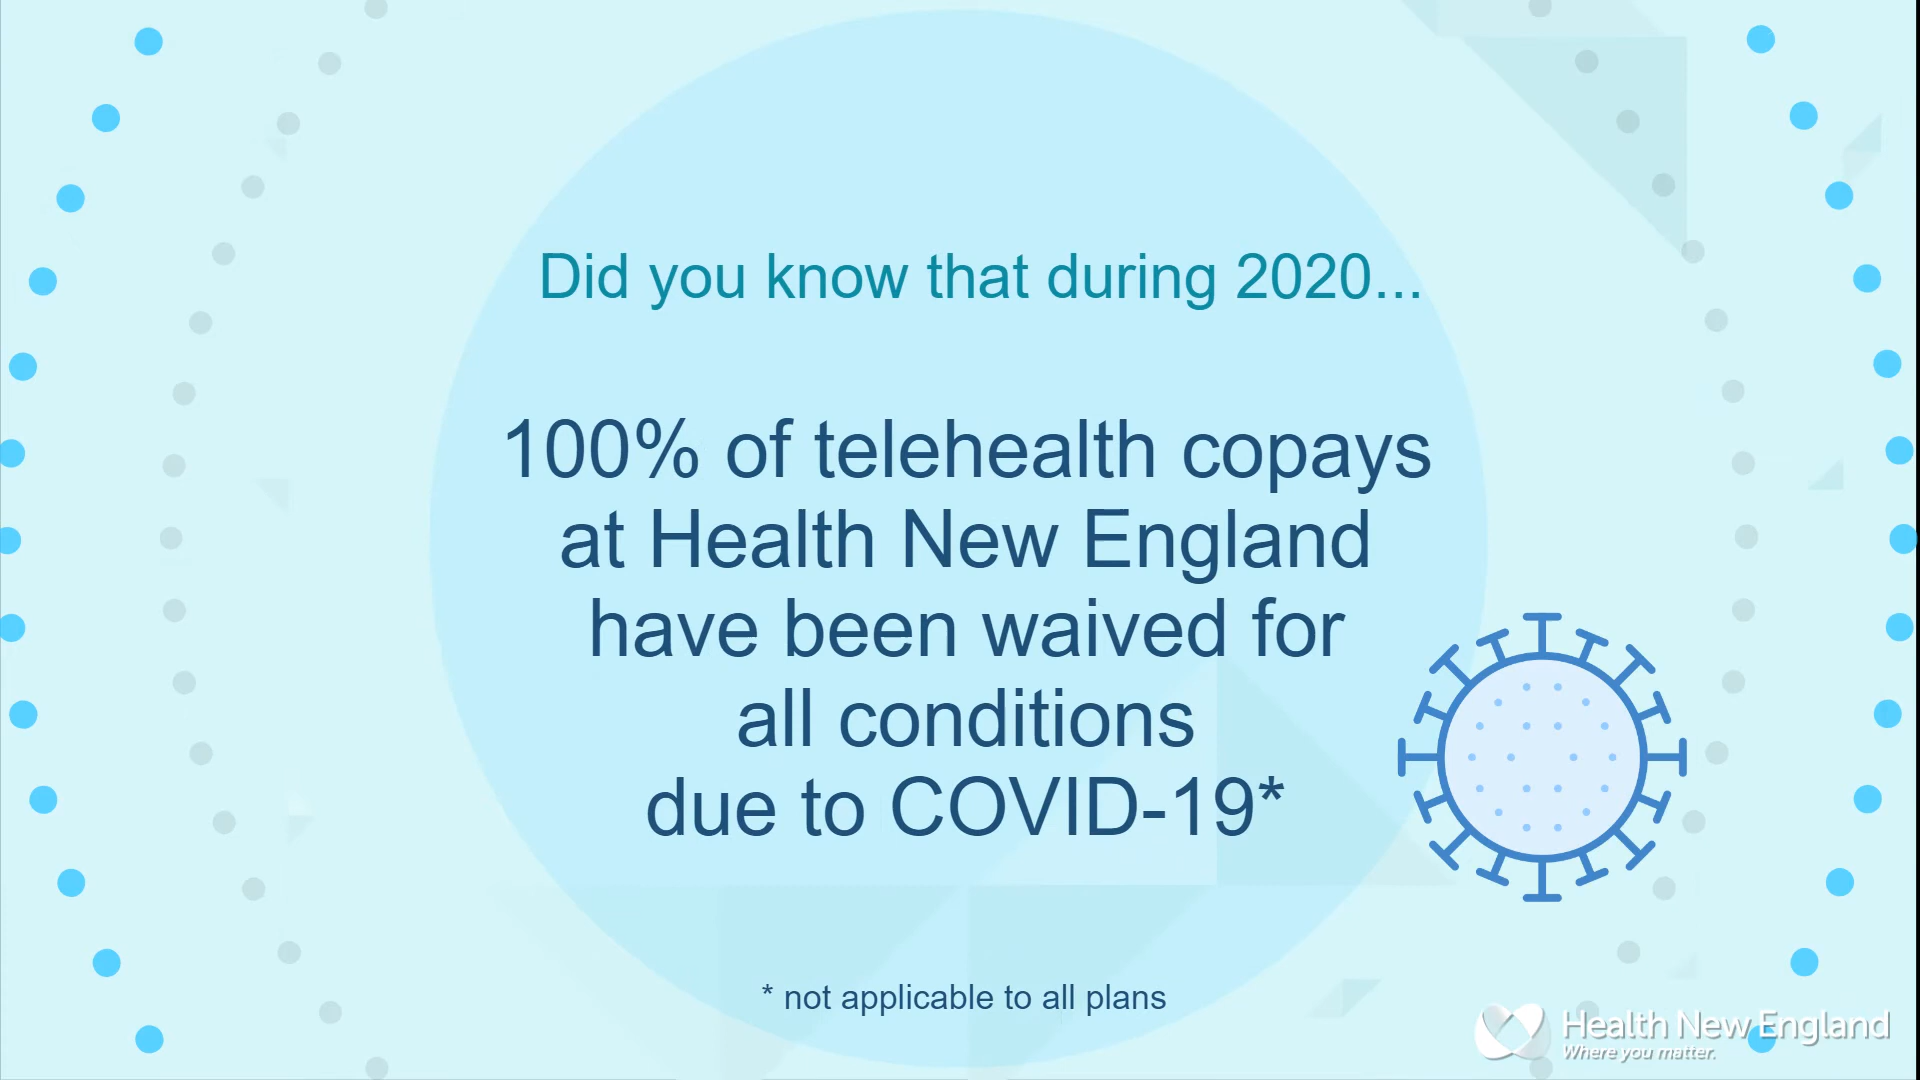 Did you know that during 2020...
100% of telehealth copays
at Health New England
have been waived for
all conditions
due to COVID-19*
* not applicable to all plans
Health New England
Where you matter.